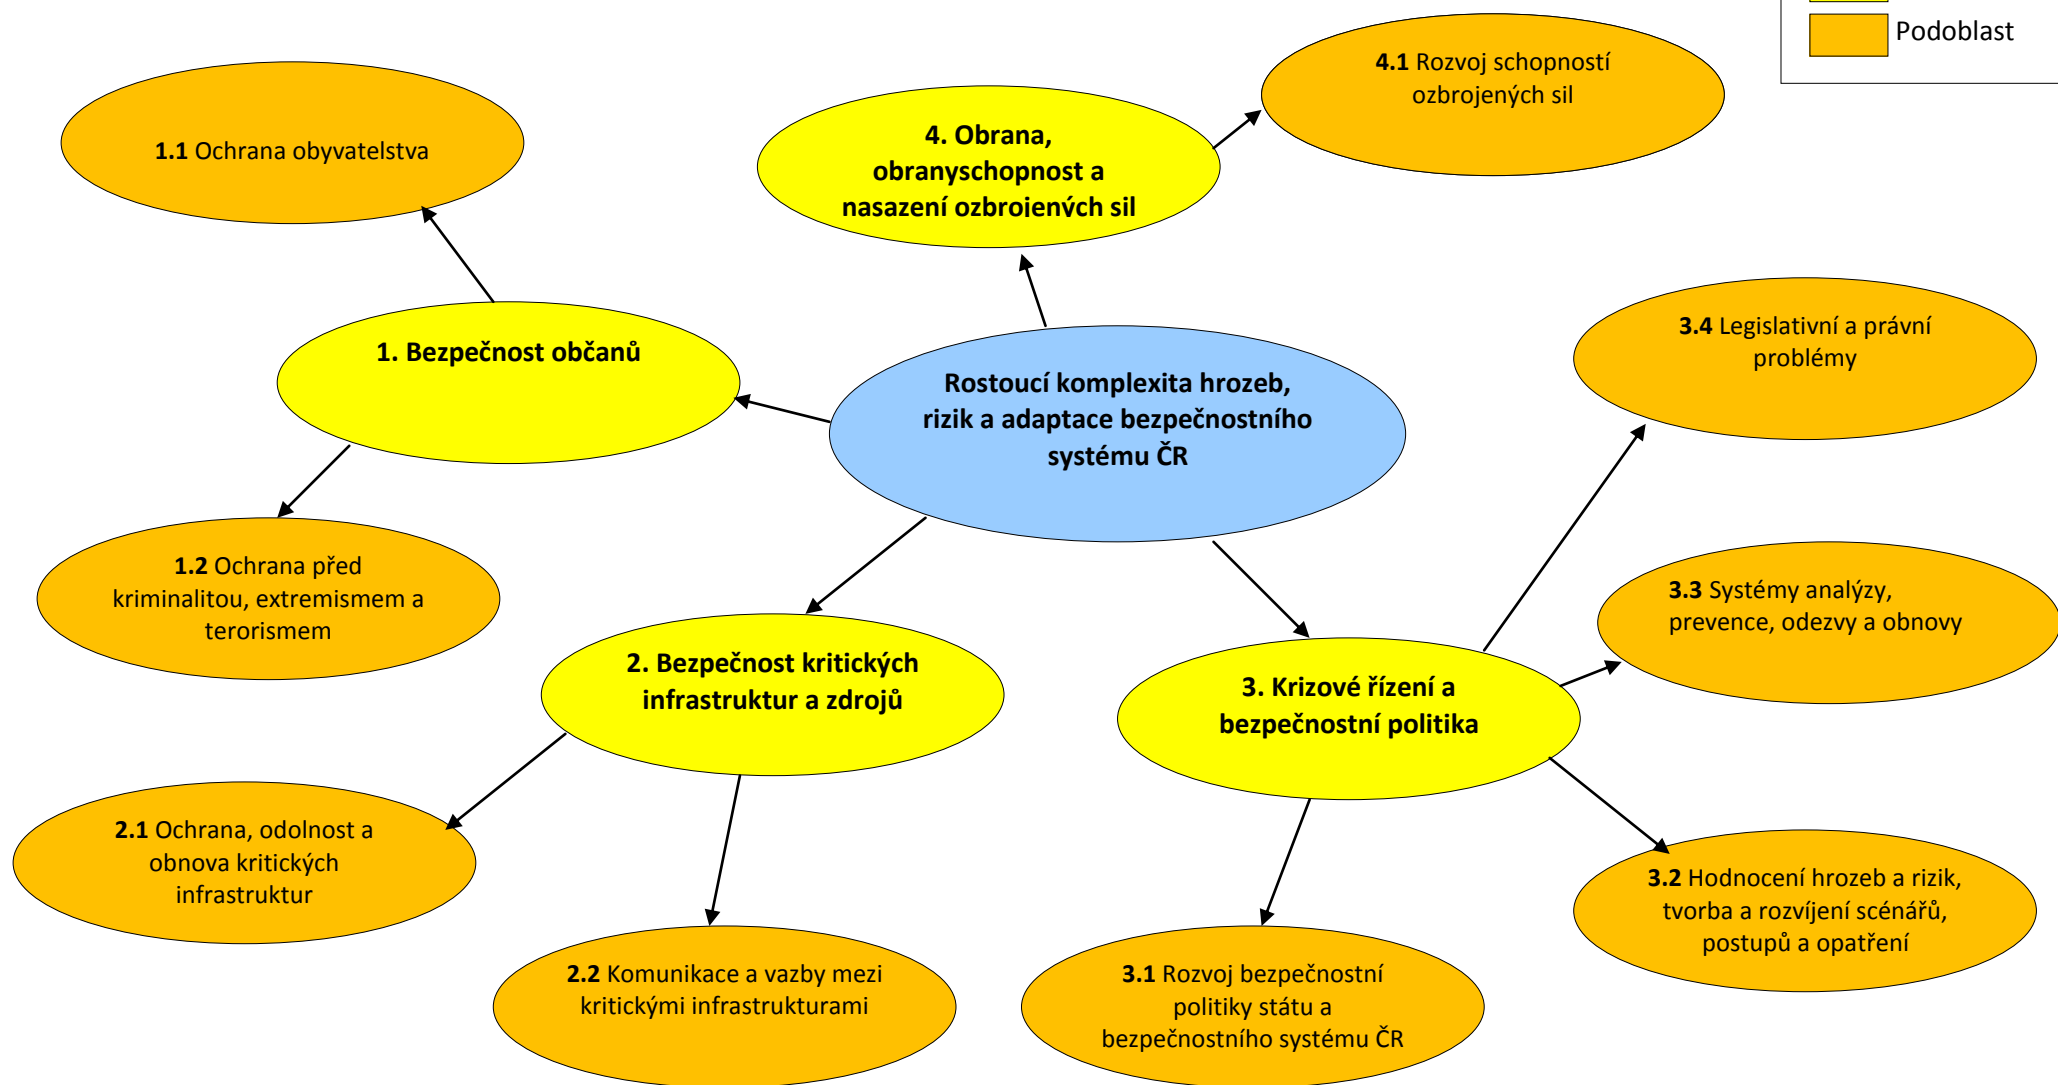 Podoblast
4.1 Rozvoj schopností
ozbrojených sil
4. Obrana,
obranyschopnost a
nasazení ozbrojených sil
1.1 Ochrana obyvatelstva
1. Bezpečnost občanů
Rostoucí komplexita hrozeb,
rizik a adaptace bezpečnostního
systému ČR
3.4 Legislativní a právní
problémy
1.2 Ochrana před
kriminalitou, extremismem a
terorismem
3.3 Systémy analýzy,
prevence, odezvy a obnovy
2. Bezpečnost kritických
infrastruktur a zdrojů
3. Krizové řízení a
bezpečnostní politika
2.1 Ochrana, odolnost a
obnova kritických
infrastruktur
3.2 Hodnocení hrozeb a rizik,
tvorba a rozvíjení scénářů,
postupů a opatření
2.2 Komunikace a vazby mezi
kritickými infrastrukturami
3.1 Rozvoj bezpečnostní
politiky státu a
bezpečnostního systému ČR